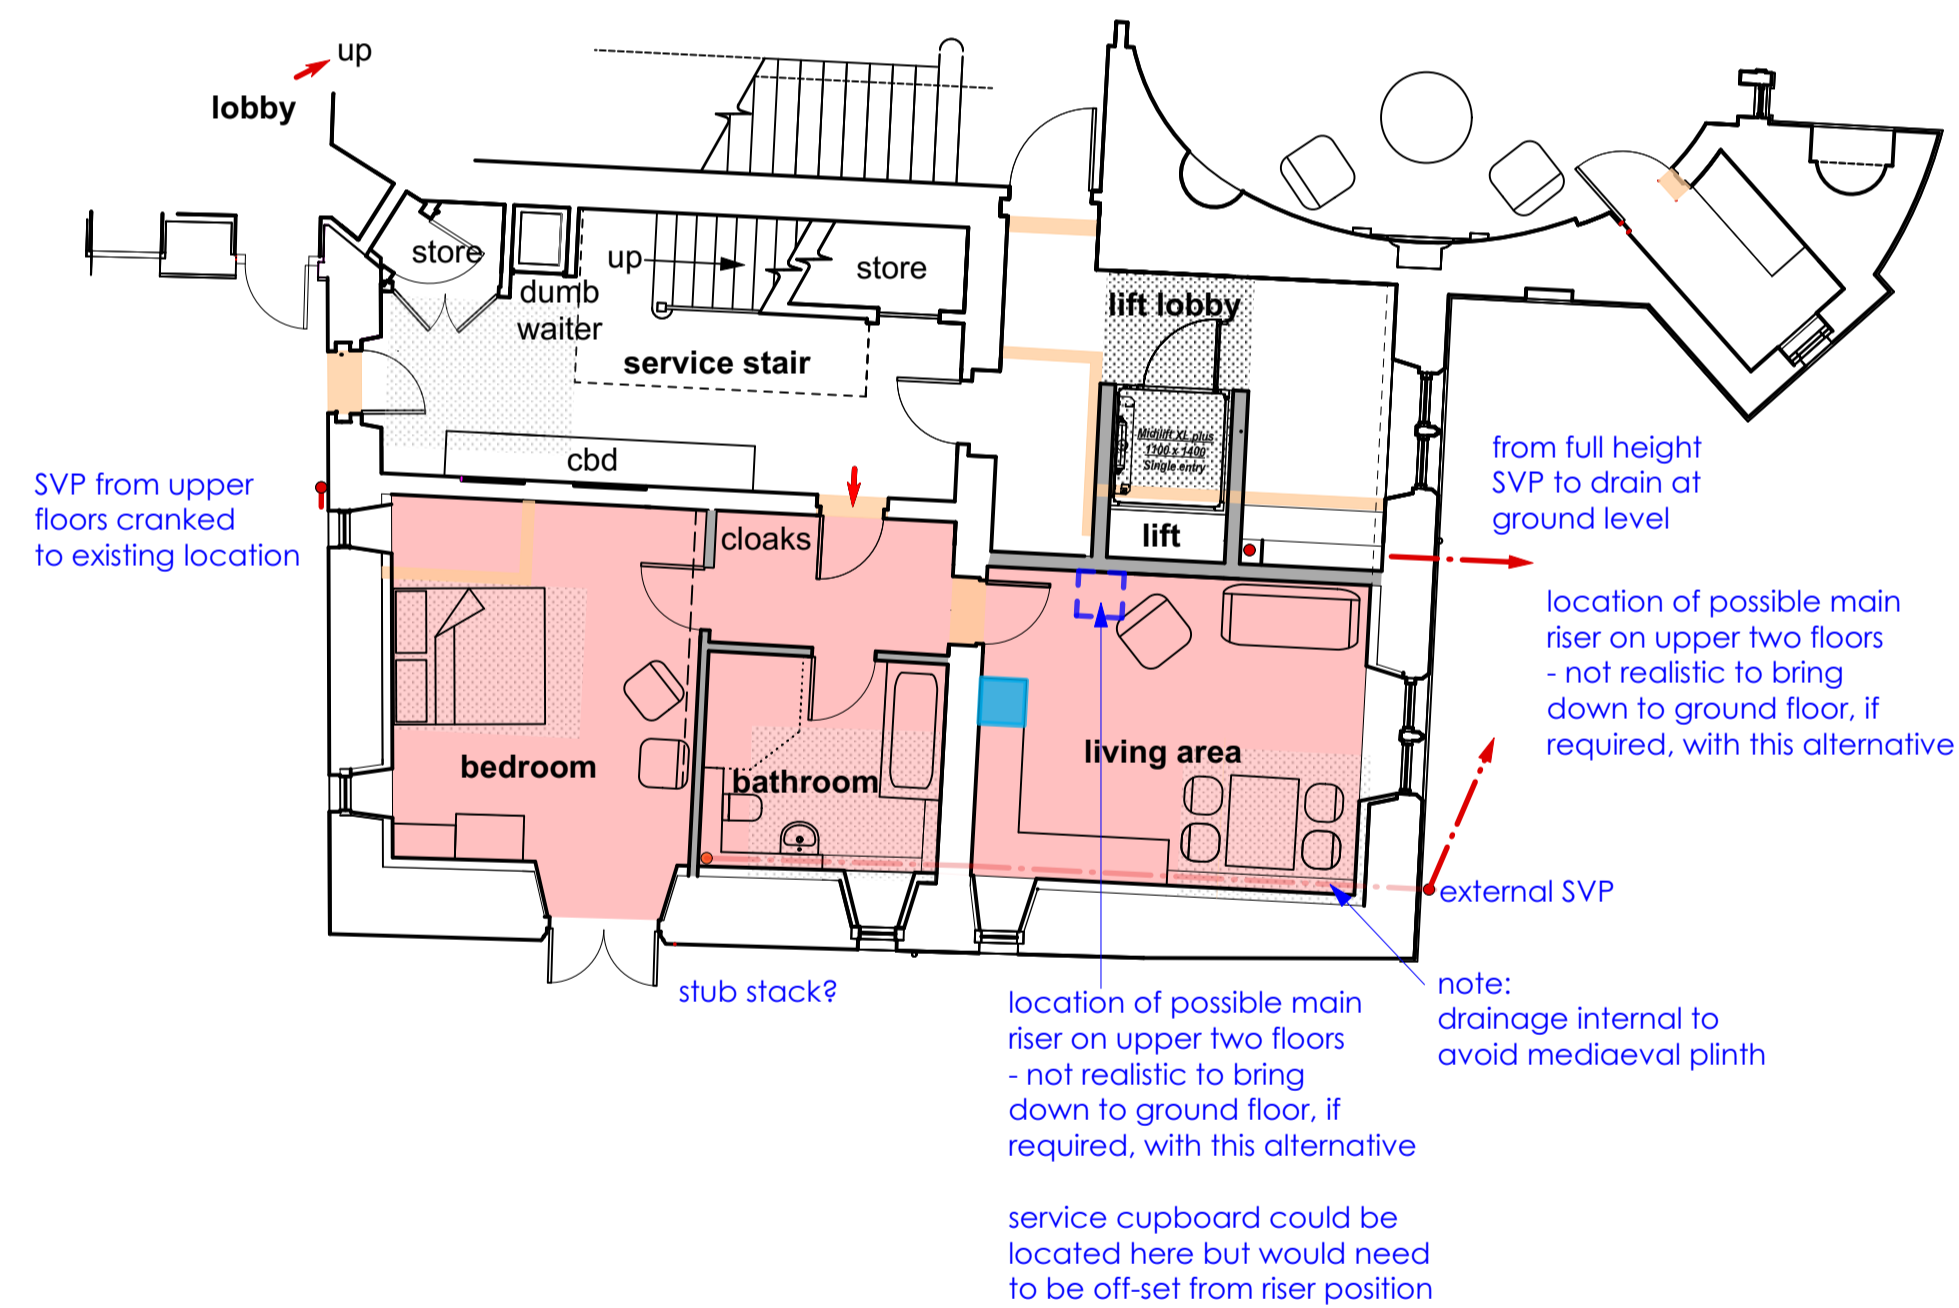 up
lobby
store
dumb
waiter
up
store
service stair
lift lobby
Midilift XL plus
1100 x 1400
Single entry
lift
cbd
cloaks
SVP from upper
floors cranked
to existing location
from full height
SVP to drain at
ground level
location of possible main
riser on upper two floors
- not realistic to bring
down to ground floor, if
required, with this alternative
bedroom
bathroom
living area
external SVP
stub stack?
note:
drainage internal to
avoid mediaeval plinth
location of possible main
riser on upper two floors
- not realistic to bring
down to ground floor, if
required, with this alternative
service cupboard could be
located here but would need
to be off-set from riser position